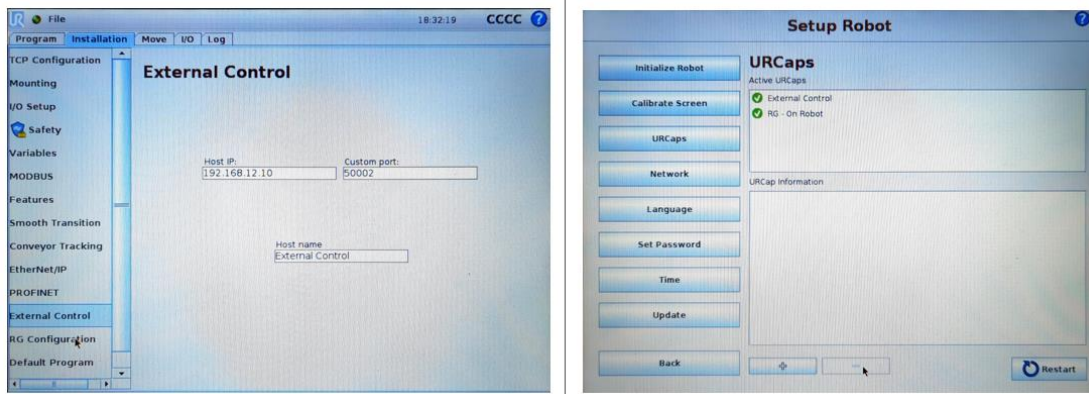 UR File 18:32:19 CCCC ?
Program Installation Move I/O Log
TCP Configuration
Mounting
I/O Setup
Safety
Variables
MODBUS
Features
Smooth Transition
Conveyor Tracking
EtherNet/IP
PROFINET
External Control
RG Configuration
Default Program
External Control
Host IP: Custom port:
192.168.12.10 50002
Host name
External Control
Setup Robot ?
Initialize Robot
Calibrate Screen
URCaps
Network
Language
Set Password
Time
Update
Back
URCaps
Active URCaps
External Control
RG - On Robot
URCap Information
Restart